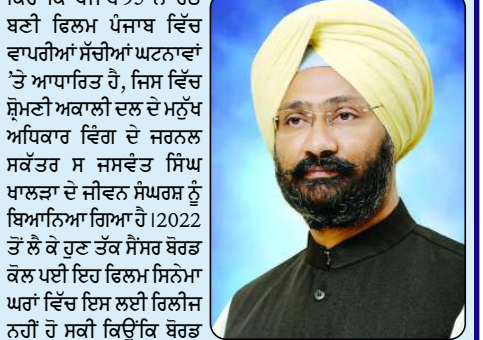 ਬਣੀ ਫਿਲਮ ਪੰਜਾਬ ਵਿੱਚ
ਵਾਪਰੀਆਂ ਸੱਚੀਆਂ ਘਟਨਾਵਾਂ
’ਤੇ ਆਧਾਰਿਤ ਹੈ, ਜਿਸ ਵਿੱਚ
ਸ਼੍ਰੋਮਣੀ ਅਕਾਲੀ ਦਲ ਦੇ ਮਨੁੱਖ
ਅਧਿਕਾਰ ਵਿੰਗ ਦੇ ਜਰਨਲ
ਸਕੱਤਰ ਸ ਜਸਵੰਤ ਸਿੰਘ
ਖਾਲੜਾ ਦੇ ਜੀਵਨ ਸੰਘਰਸ਼ ਨੂੰ
ਬਿਆਨਿਆ ਗਿਆ ਹੈ।2022
ਤੋਂ ਲੈ ਕੇ ਹੁਣ ਤੱਕ ਸੈਂਸਰ ਬੋਰਡ
ਕੋਲ ਪਈ ਇਹ ਫਿਲਮ ਸਿਨੇਮਾ
ਘਰਾਂ ਵਿੱਚ ਇਸ ਲਈ ਰਿਲੀਜ
ਨਹੀਂ ਹੋ ਸਕੀ ਕਿਉਂਕਿ ਬੋਰਡ